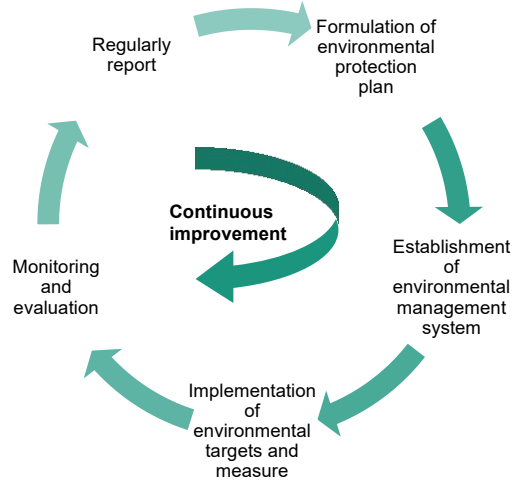 Regularly
report
Formulation of
environmental
protection
plan
Continuous
improvement
Establishment
of
environmental
management
system
Implementation
of
environmental
targets and
measure
Monitoring
and
evaluation